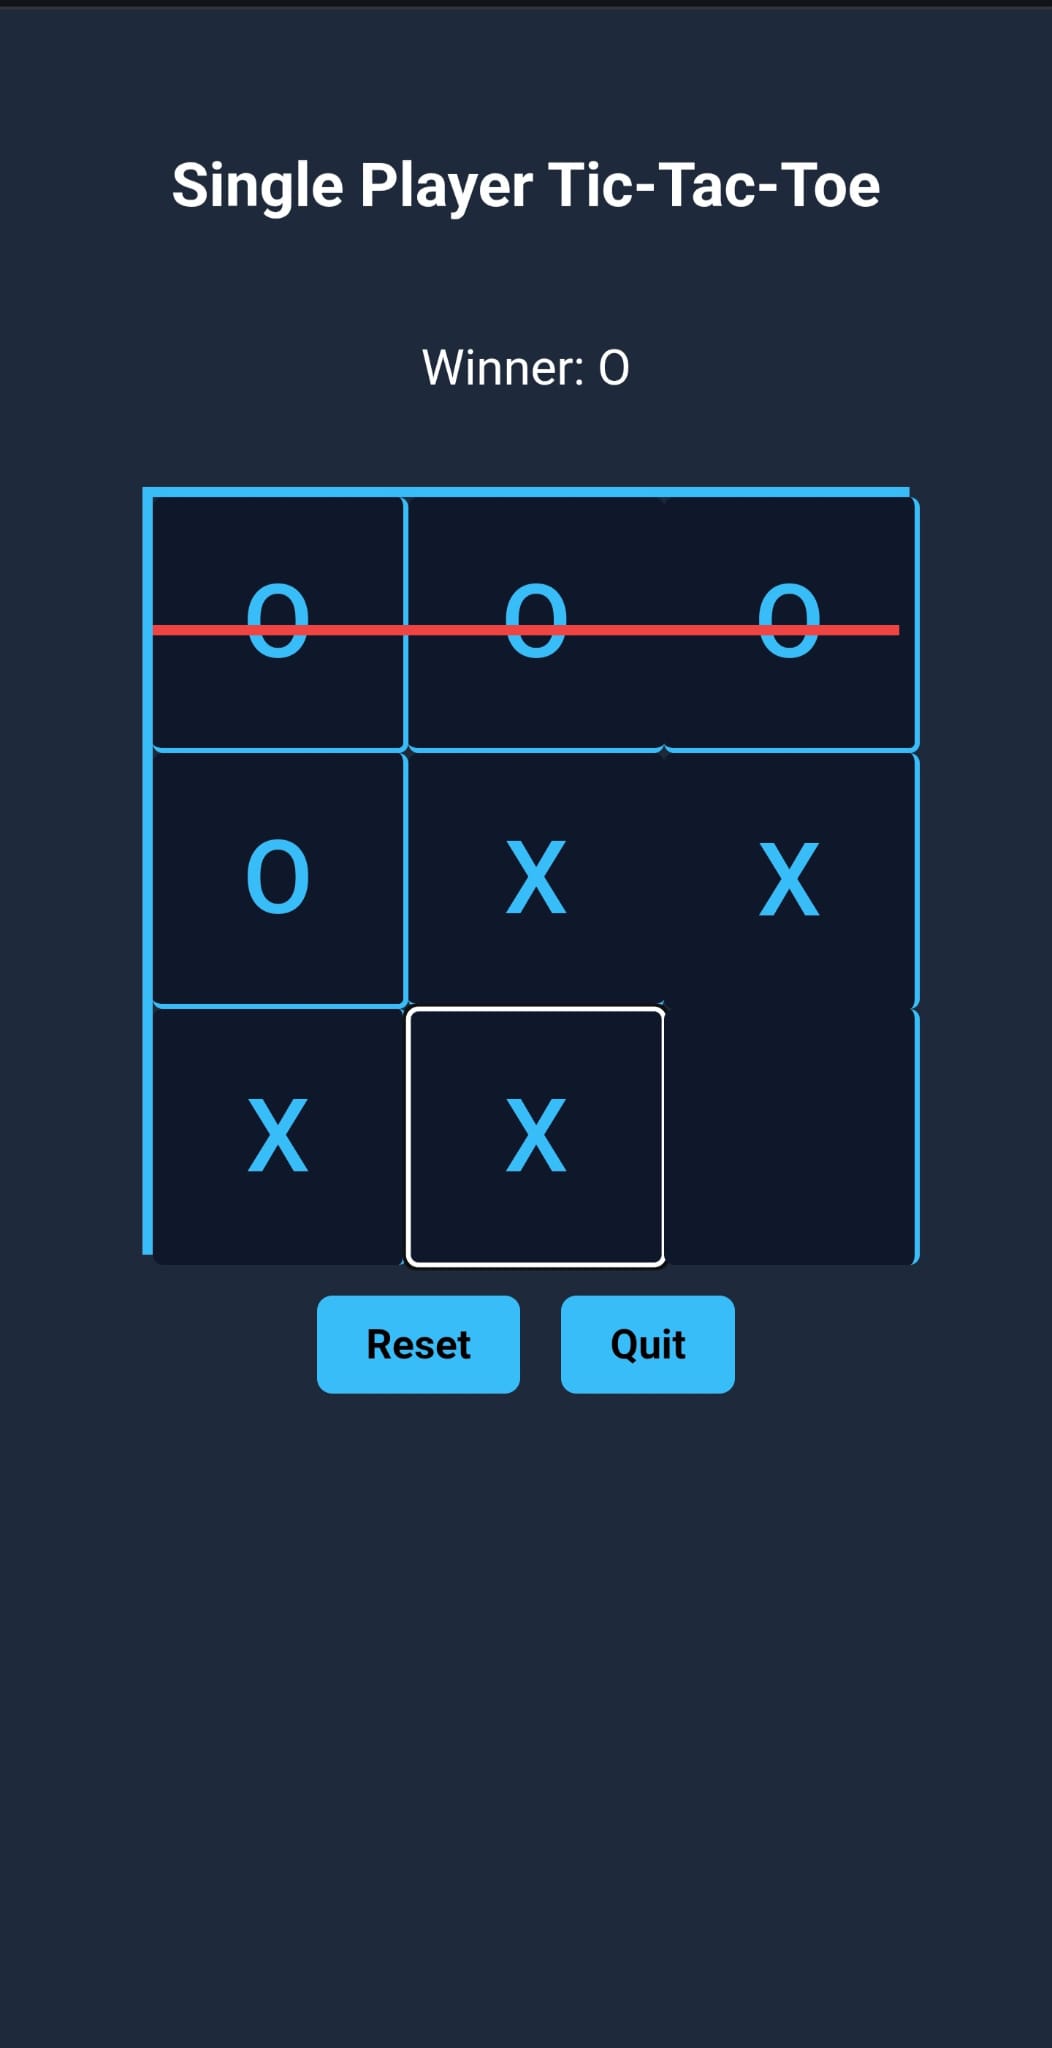 Single Player Tic-Tac-Toe
Winner: O
O O O
O X X
X X
Reset Quit